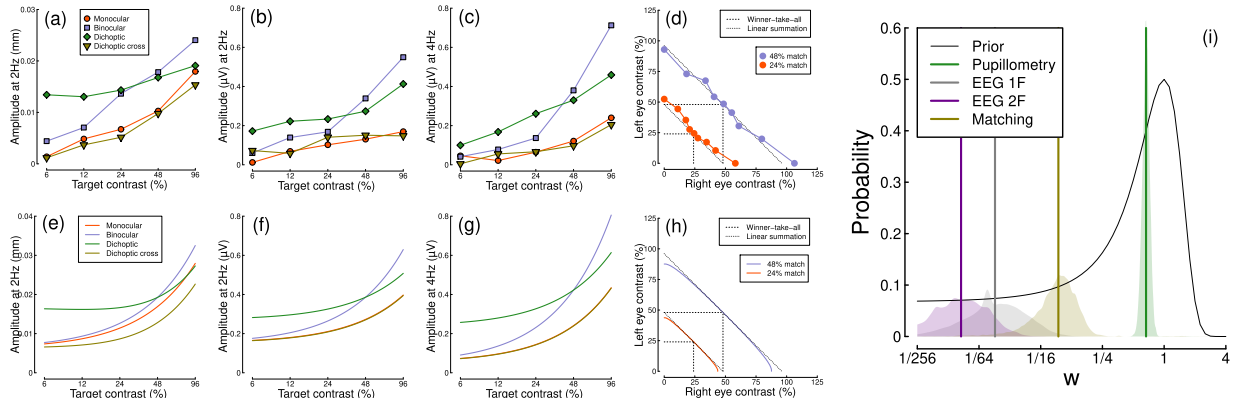 (a)
Amplitude at 2Hz (mm)
0.03
0.02
0.01
0
Monocular
Binocular
Dichoptic
Dichoptic cross
6 12 24 48 96
Target contrast (%)
(b)
Amplitude (µV) at 2Hz
0.8
0.6
0.4
0.2
0
6 12 24 48 96
Target contrast (%)
(c)
Amplitude (µV) at 4Hz
0.8
0.6
0.4
0.2
0
6 12 24 48 96
Target contrast (%)
(d)
Left eye contrast (%)
125
100
75
50
25
0
Winner-take-all
Linear summation
48% match
24% match
0 25 50 75 100 125
Right eye contrast (%)
(e)
Amplitude at 2Hz (mm)
0.04
0.03
0.02
0.01
0
Monocular
Binocular
Dichoptic
Dichoptic cross
6 12 24 48 96
Target contrast (%)
(f)
Amplitude at 2Hz (µV)
0.8
0.6
0.4
0.2
0
6 12 24 48 96
Target contrast (%)
(g)
Amplitude at 4Hz (µV)
0.8
0.6
0.4
0.2
0
6 12 24 48 96
Target contrast (%)
(h)
Left eye contrast (%)
125
100
75
50
25
0
Winner-take-all
Linear summation
48% match
24% match
0 25 50 75 100 125
Right eye contrast (%)
(i)
Probability
0.6
0.5
0.4
0.3
0.2
0.1
0
Prior
Pupillometry
EEG 1F
EEG 2F
Matching
1/256 1/64 1/16 1/4 1 4
w